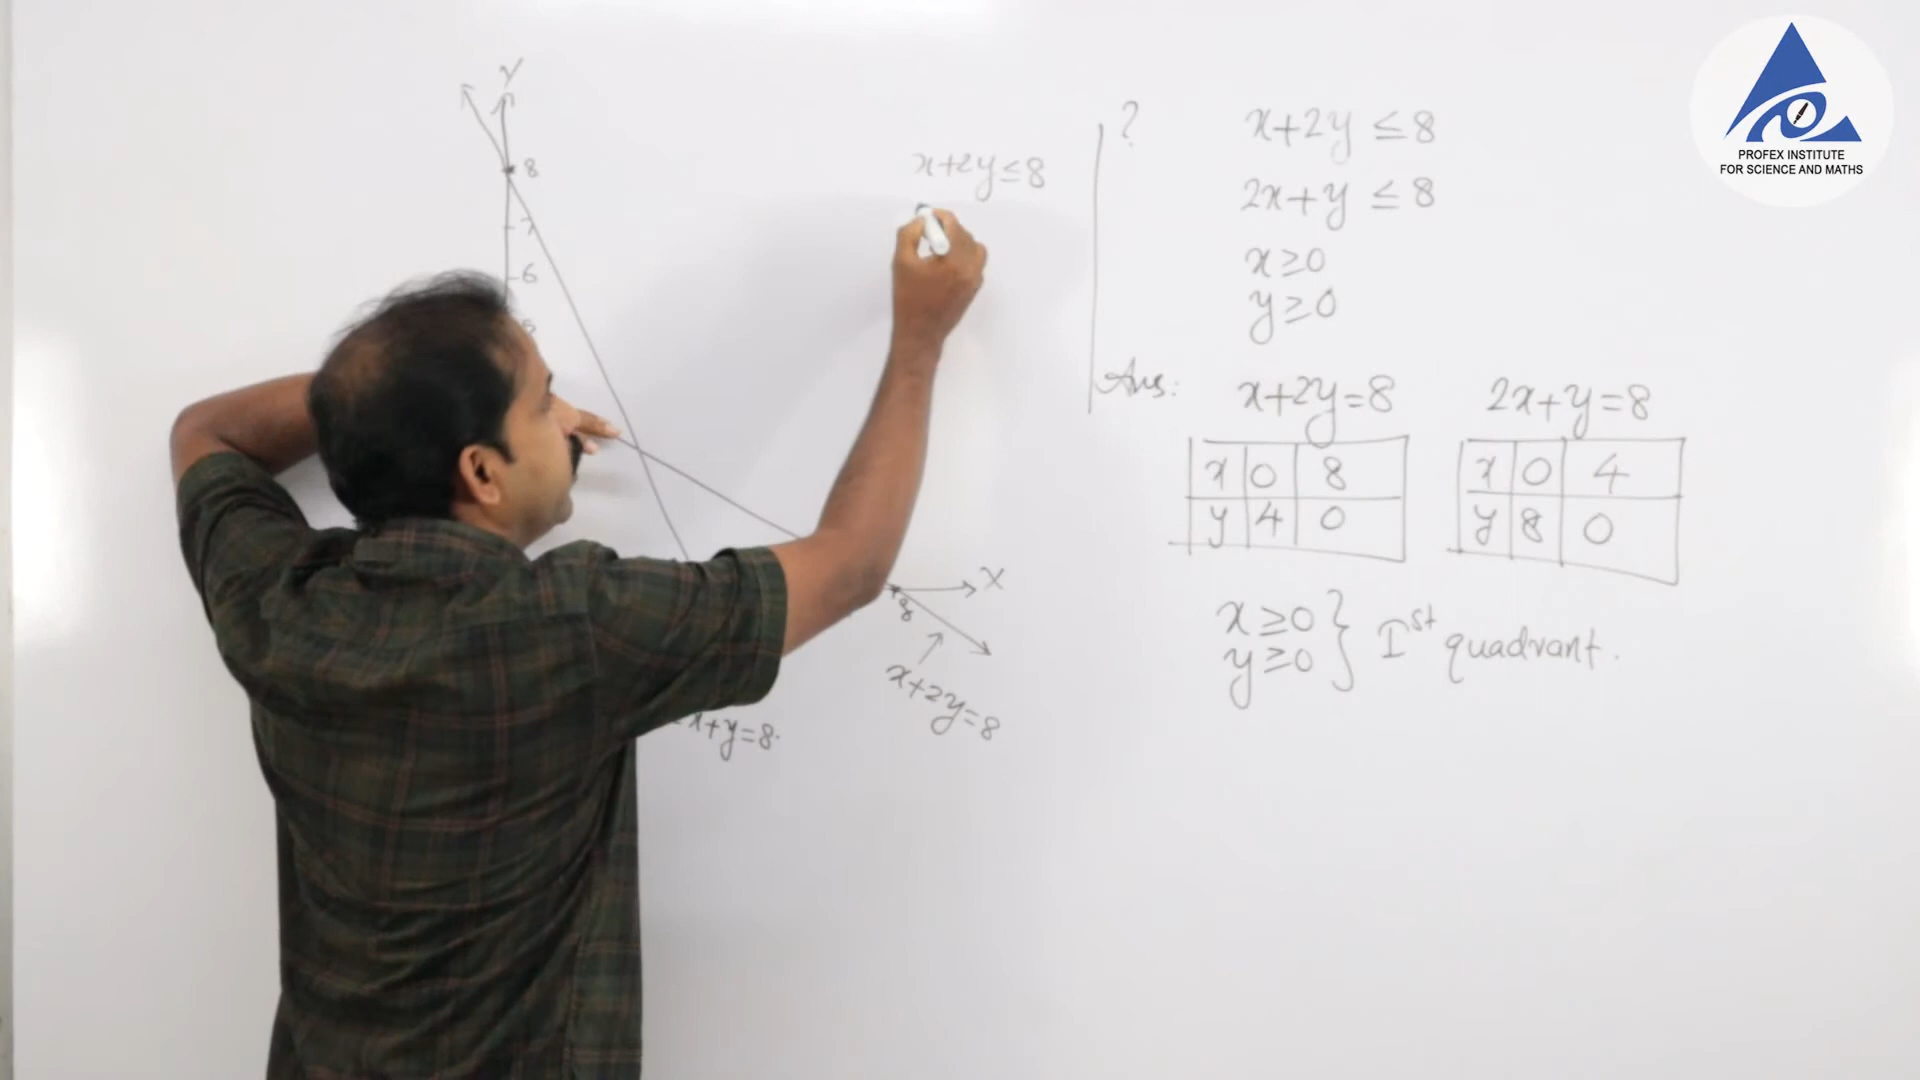 Y
8
7
6
x+2y≤8
X
8
x+2y=8
x+y=8.
?
x+2y ≤8
2x+y ≤8
x≥0
y≥0
Ans: x+2y=8 2x+y=8
x 0 8
y 4 0
x 0 4
y 8 0
x≥0
y≥0 } Ist quadrant.
PROFEX INSTITUTE
FOR SCIENCE AND MATHS